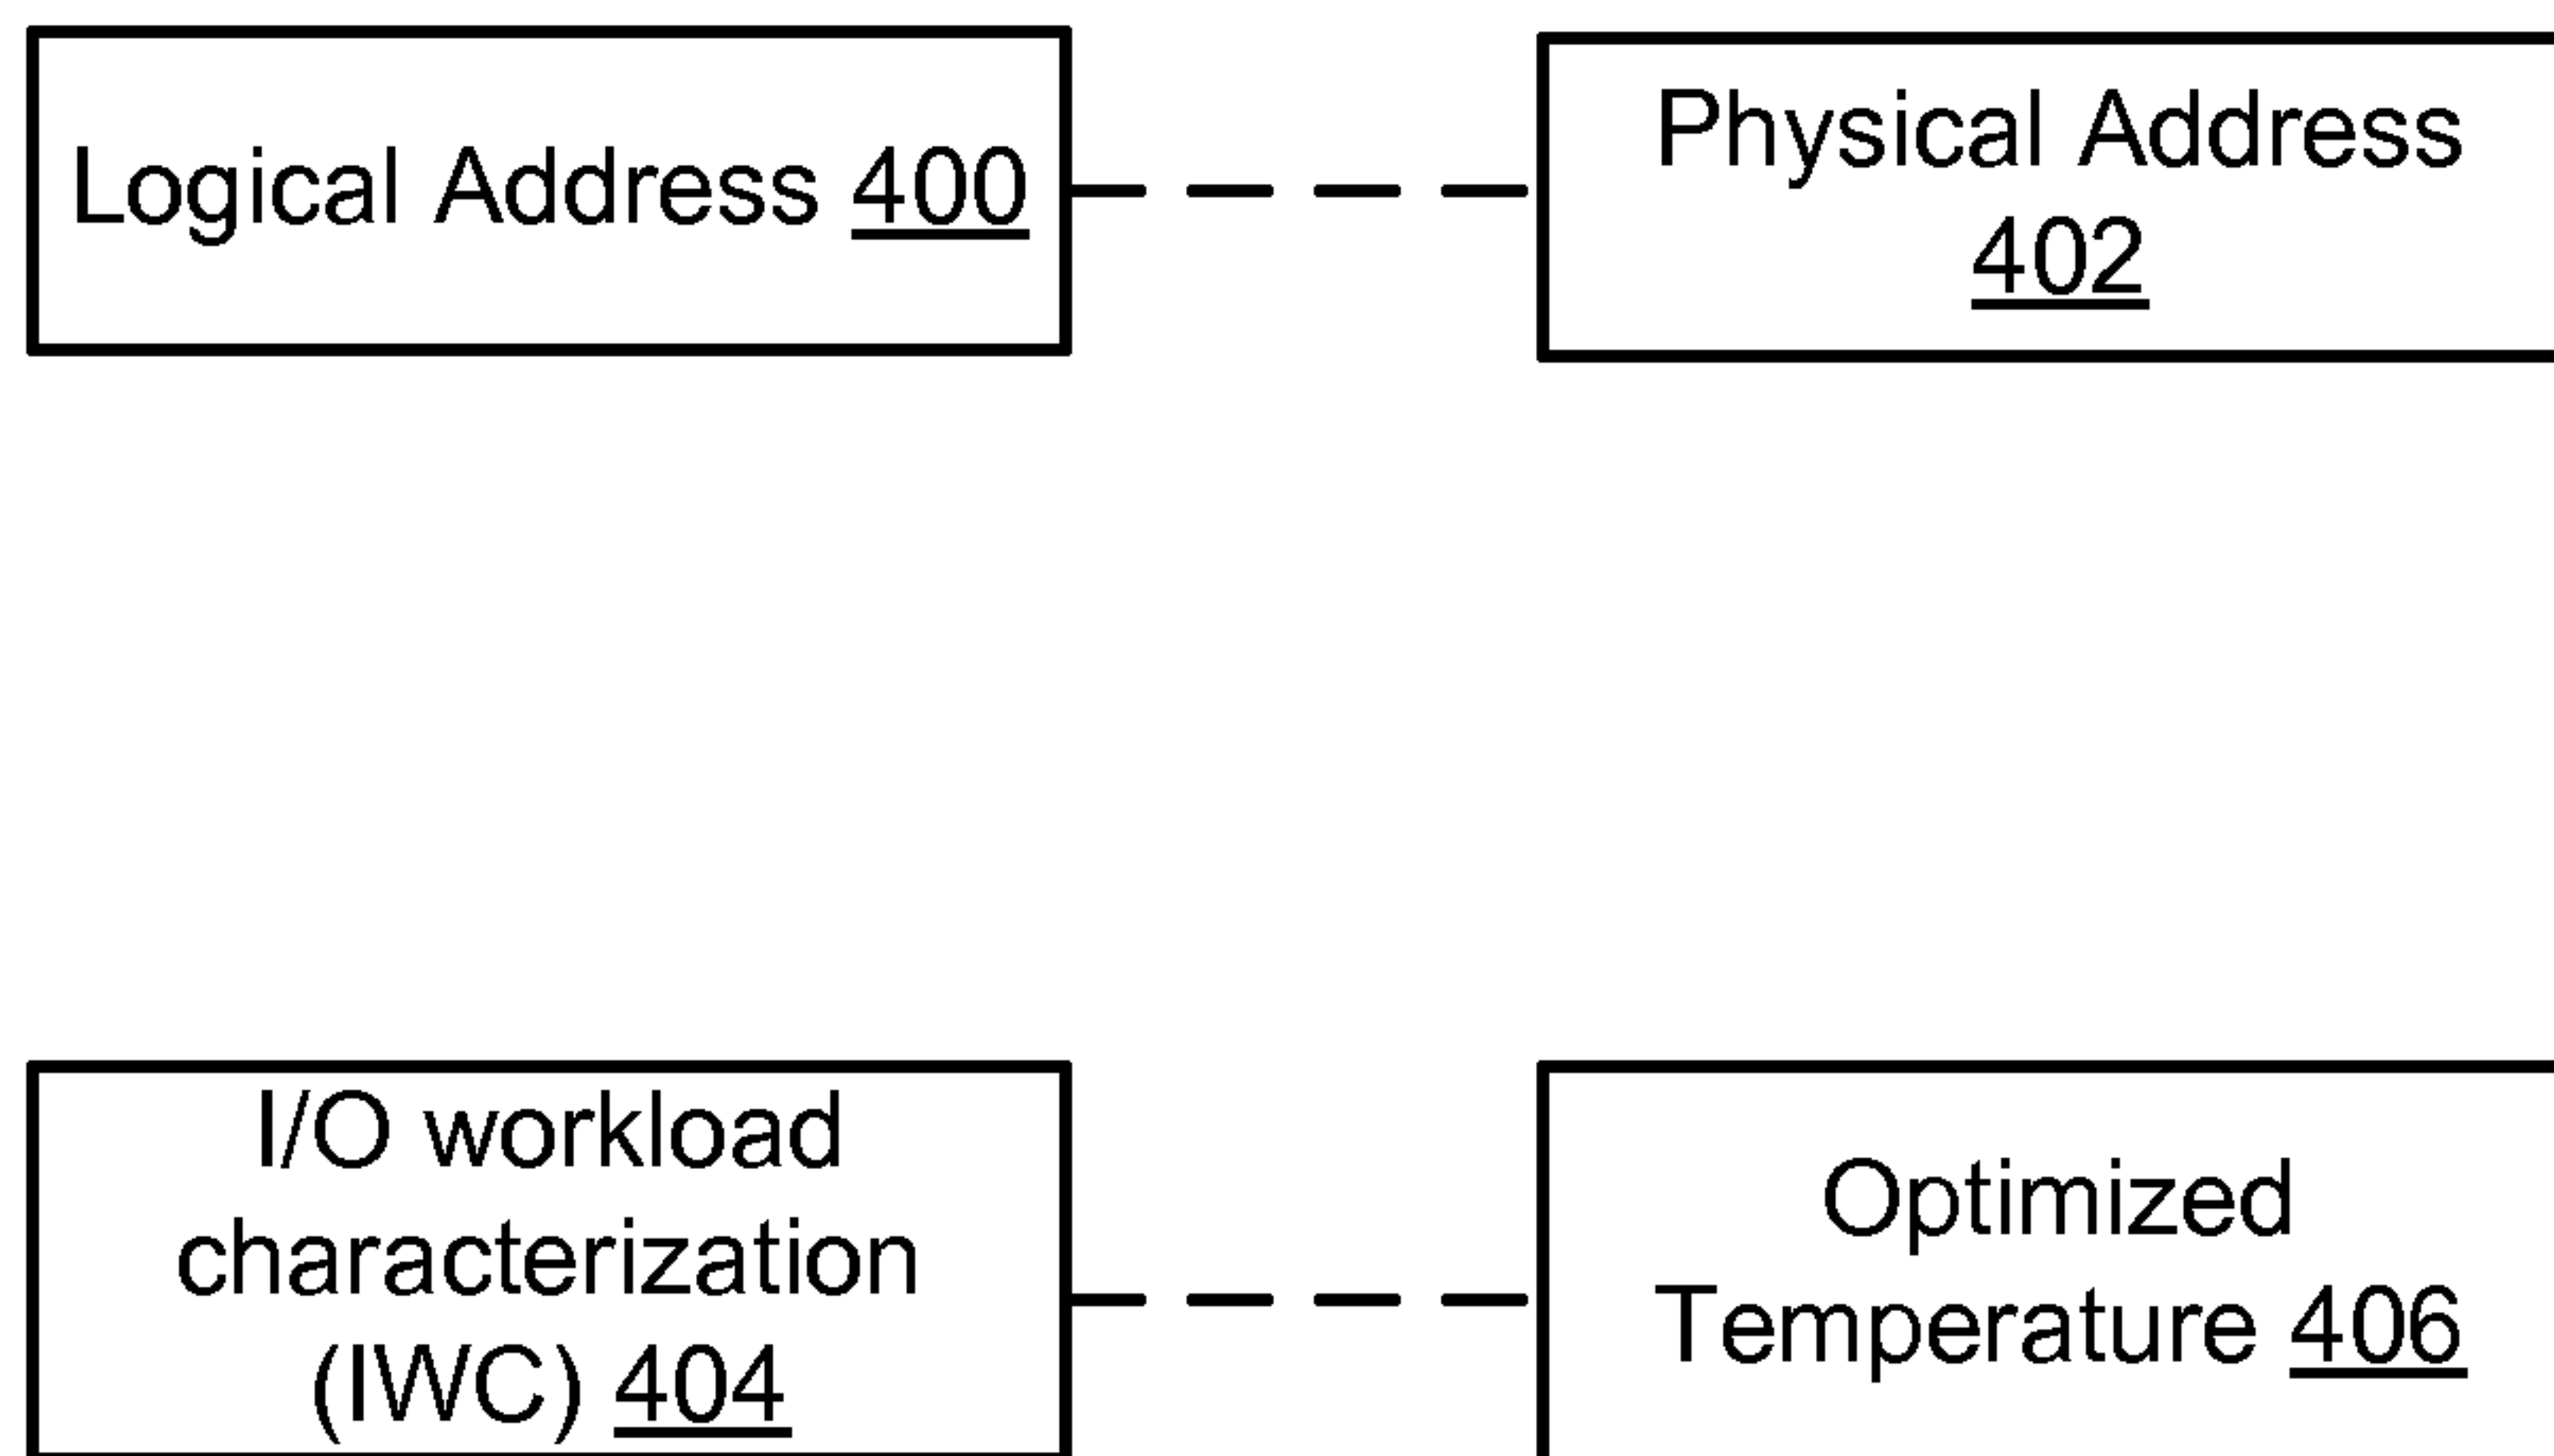 Logical Address 400
Physical Address
402
I/O workload
characterization
(IWC) 404
Optimized
Temperature 406